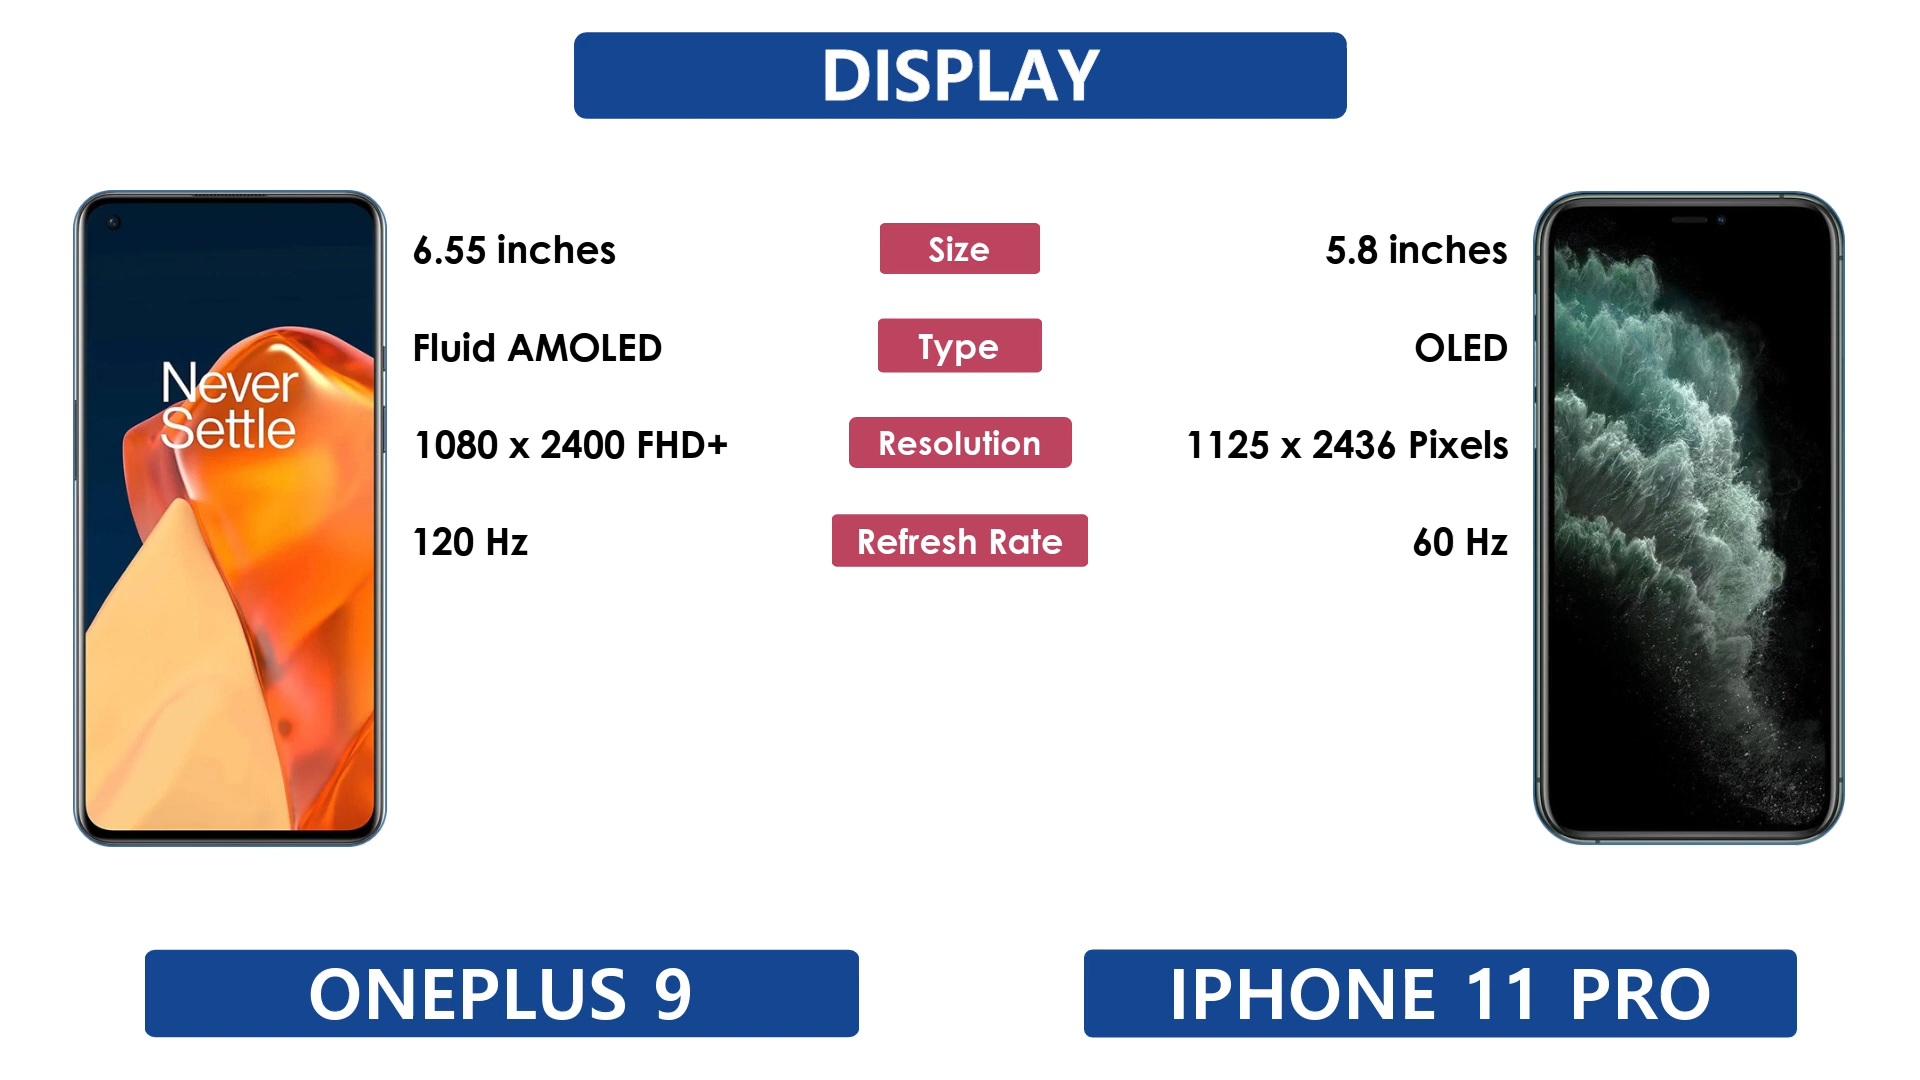 DISPLAY
Never
Settle
6.55 inches
Size
5.8 inches
Fluid AMOLED
Type
OLED
1080 x 2400 FHD+
Resolution
1125 x 2436 Pixels
120 Hz
Refresh Rate
60 Hz
ONEPLUS 9
IPHONE 11 PRO